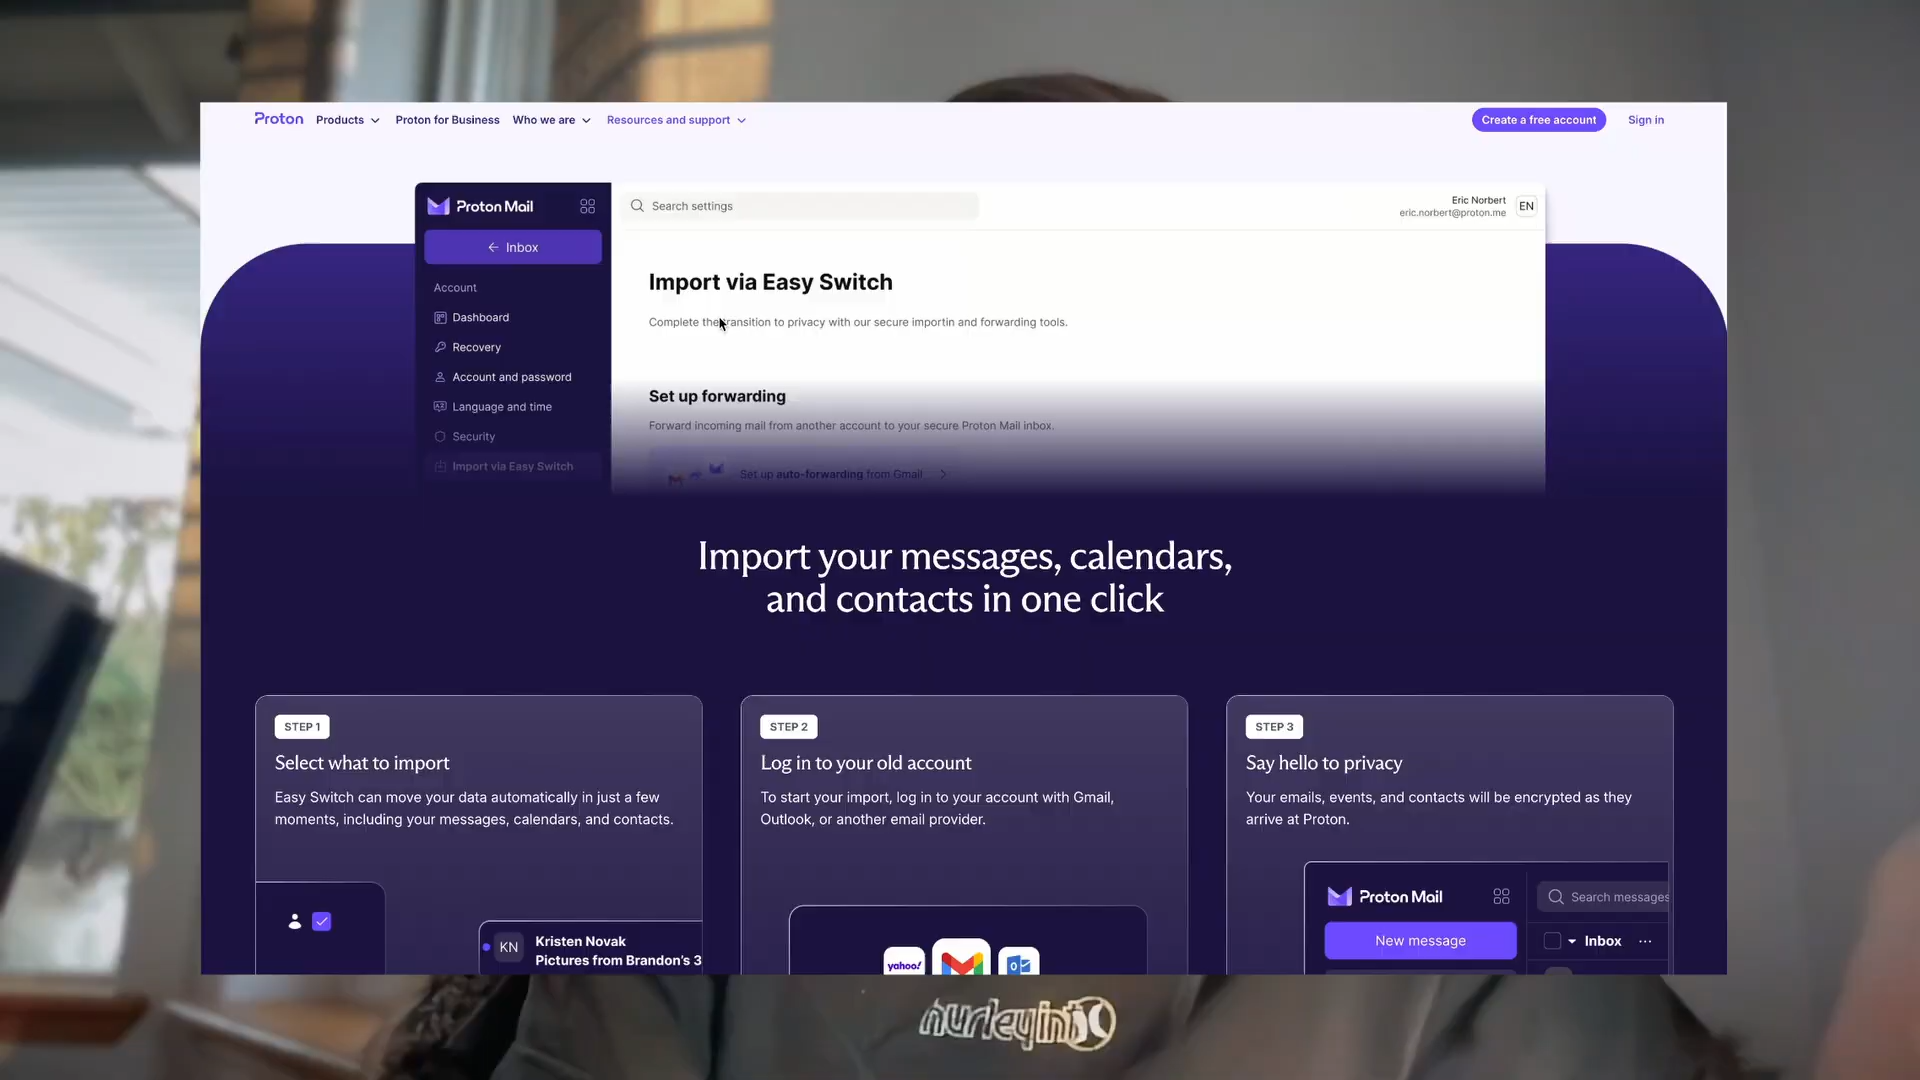 Proton Products Proton for Business Who we are Resources and support Create a free account Sign in
Proton Mail
Inbox
Account
Dashboard
Recovery
Account and password
Language and time
Security
Import via Easy Switch
Search settings
Eric Norbert
eric.norbert@proton.me
EN
Import via Easy Switch
Complete the transition to privacy with our secure importin and forwarding tools.
Set up forwarding
Forward incoming mail from another account to your secure Proton Mail inbox.
Set up auto-forwarding from Gmail
Import your messages, calendars,
and contacts in one click
STEP 1
Select what to import
Easy Switch can move your data automatically in just a few
moments, including your messages, calendars, and contacts.
KN
Kristen Novak
Pictures from Brandon's 3
STEP 2
Log in to your old account
To start your import, log in to your account with Gmail,
Outlook, or another email provider.
yahoo!
STEP 3
Say hello to privacy
Your emails, events, and contacts will be encrypted as they
arrive at Proton.
Proton Mail
Search messages
New message
Inbox